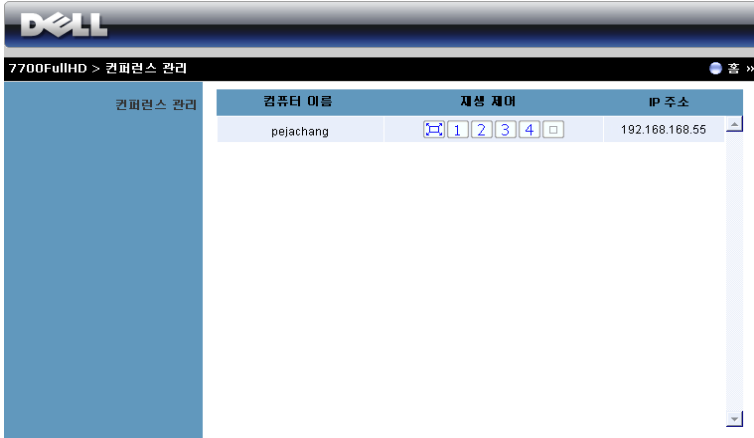 DELL
7700FullHD > 컨퍼런스 관리
홈 »
컨퍼런스 관리
컴퓨터 이름 재생 제어 IP 주소
pejachang 1 2 3 4 192.168.168.55